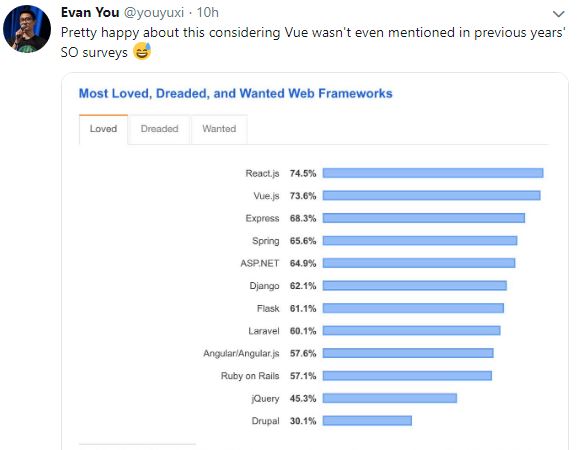 Evan You @youyuxi · 10h
Pretty happy about this considering Vue wasn't even mentioned in previous years'
SO surveys 😅
Most Loved, Dreaded, and Wanted Web Frameworks
Loved Dreaded Wanted
React.js 74.5%
Vue.js 73.6%
Express 68.3%
Spring 65.6%
ASP.NET 64.9%
Django 62.1%
Flask 61.1%
Laravel 60.1%
Angular/Angular.js 57.6%
Ruby on Rails 57.1%
jQuery 45.3%
Drupal 30.1%